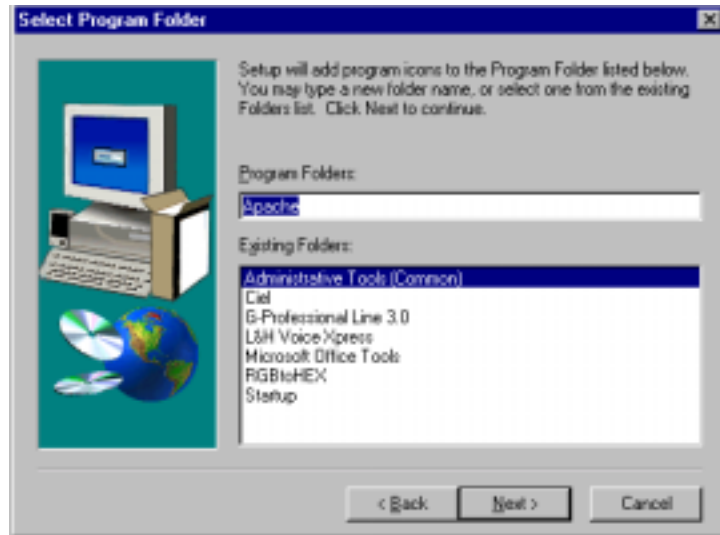 Select Program Folder
Setup will add program icons to the Program Folder listed below.
You may type a new folder name, or select one from the existing
Folders list. Click Next to continue.
Program Folders:
Apache
Existing Folders:
Administrative Tools (Common)
Ciel
G-Professional Line 3.0
L&H Voice Xpress
Microsoft Office Tools
RGBtoHEX
Startup
< Back
Next >
Cancel